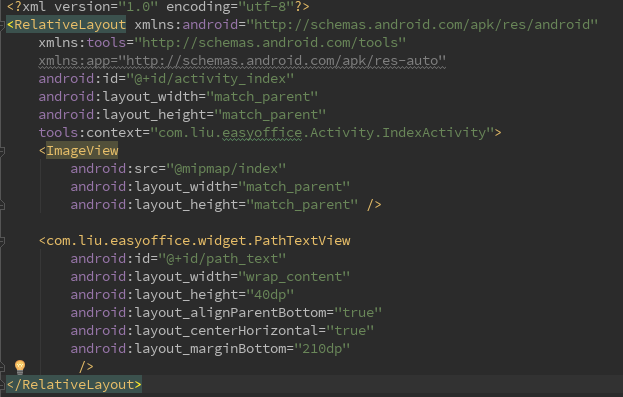 <?xml version="1.0" encoding="utf-8"?>
<RelativeLayout xmlns:android="http://schemas.android.com/apk/res/android"
    xmlns:tools="http://schemas.android.com/tools"
    xmlns:app="http://schemas.android.com/apk/res-auto"
    android:id="@+id/activity_index"
    android:layout_width="match_parent"
    android:layout_height="match_parent"
    tools:context="com.liu.easyoffice.Activity.IndexActivity">
    <ImageView
        android:src="@mipmap/index"
        android:layout_width="match_parent"
        android:layout_height="match_parent" />
    <com.liu.easyoffice.widget.PathTextView
        android:id="@+id/path_text"
        android:layout_width="wrap_content"
        android:layout_height="40dp"
        android:layout_alignParentBottom="true"
        android:layout_centerHorizontal="true"
        android:layout_marginBottom="210dp"
         />
</RelativeLayout>